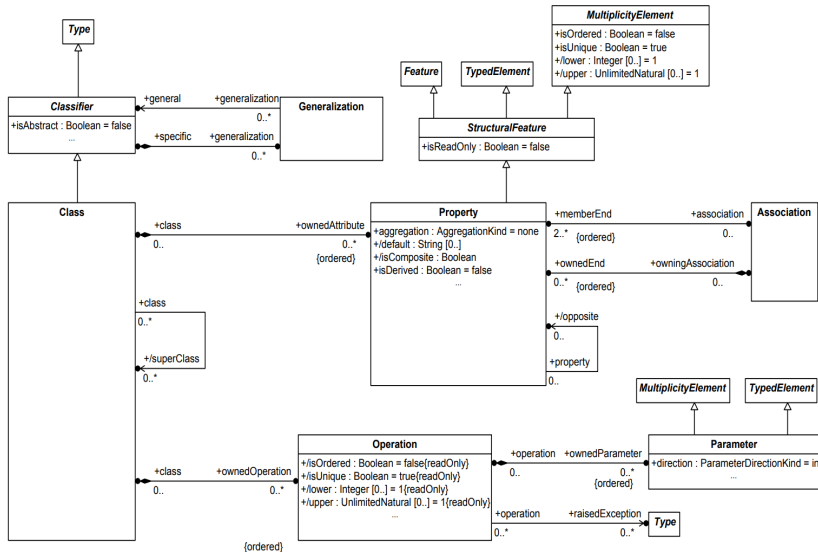 MultiplicityElement
+isOrdered : Boolean = false
+isUnique : Boolean = true
+/lower : Integer [0..] = 1
+/upper : UnlimitedNatural [0..] = 1
Type
Feature
TypedElement
Classifier
+isAbstract : Boolean = false
...
+general
+generalization
0..*
+specific
+generalization
0..*
Generalization
StructuralFeature
+isReadOnly : Boolean = false
Class
+class
0..
+ownedAttribute
0..*
{ordered}
Property
+aggregation : AggregationKind = none
+/default : String [0..]
+/isComposite : Boolean
+isDerived : Boolean = false
...
+memberEnd
2..*
{ordered}
+association
0..
Association
+ownedEnd
0..*
{ordered}
+owningAssociation
0..
+class
0..*
+/superClass
0..*
+/opposite
0..
+property
0..
MultiplicityElement
TypedElement
Operation
+/isOrdered : Boolean = false{readOnly}
+/isUnique : Boolean = true{readOnly}
+/lower : Integer [0..] = 1{readOnly}
+/upper : UnlimitedNatural [0..] = 1{readOnly}
...
+class
0..
+ownedOperation
0..*
{ordered}
+operation
0..
+ownedParameter
0..*
{ordered}
Parameter
+direction : ParameterDirectionKind = in
...
+operation
0..*
+raisedException
0..*
Type